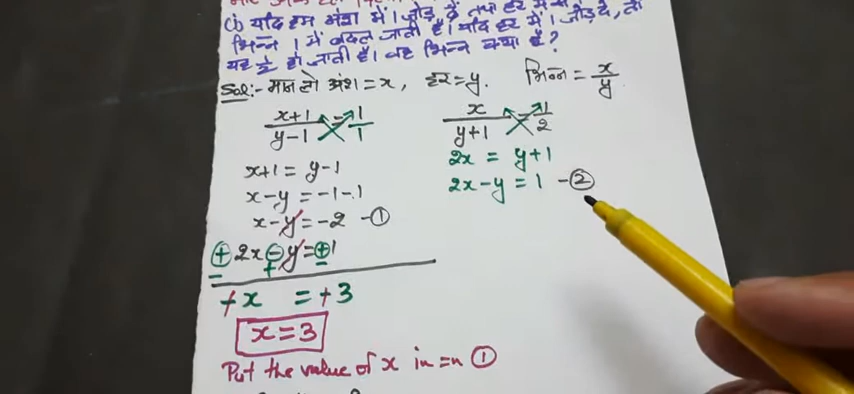 (i) यदि हम अंश में 1 जोड़ दें तथा हर में से
भिन्न 1 में बदल जाती है। यदि हर में 1 जोड़ दे, तो
यह 1/2 हो जाती है। वह भिन्न क्या है?
Sol:- मान लो अंश = x, हर = y. भिन्न = x/y
(x+1)/(y-1) = 1/1
x+1 = y-1
x-y = -1-1
x-y = -2 -①
+2x-y=+1
- + -
+x = +3
x=3
Put the value of x in =n ①
x/(y+1) = 1/2
2x = y+1
2x-y = 1 -②